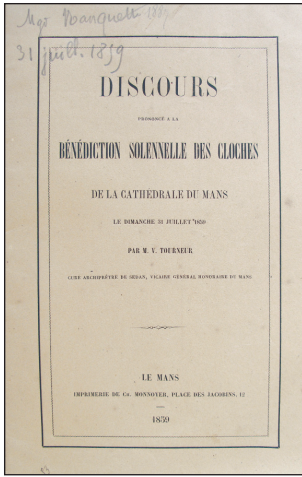 Mgr Nanquette
31 juill. 1859
DISCOURS
PRONONCÉ A LA
BÉNÉDICTION SOLENNELLE DES CLOCHES
DE LA CATHÉDRALE DU MANS
LE DIMANCHE 31 JUILLET 1859
PAR M. V. TOURNEUR
CURÉ ARCHIPRÊTRE DE SEDAN, VICAIRE GÉNÉRAL HONORAIRE DU MANS
LE MANS
IMPRIMERIE DE CH. MONNOYER, PLACE DES JACOBINS, 12
1859